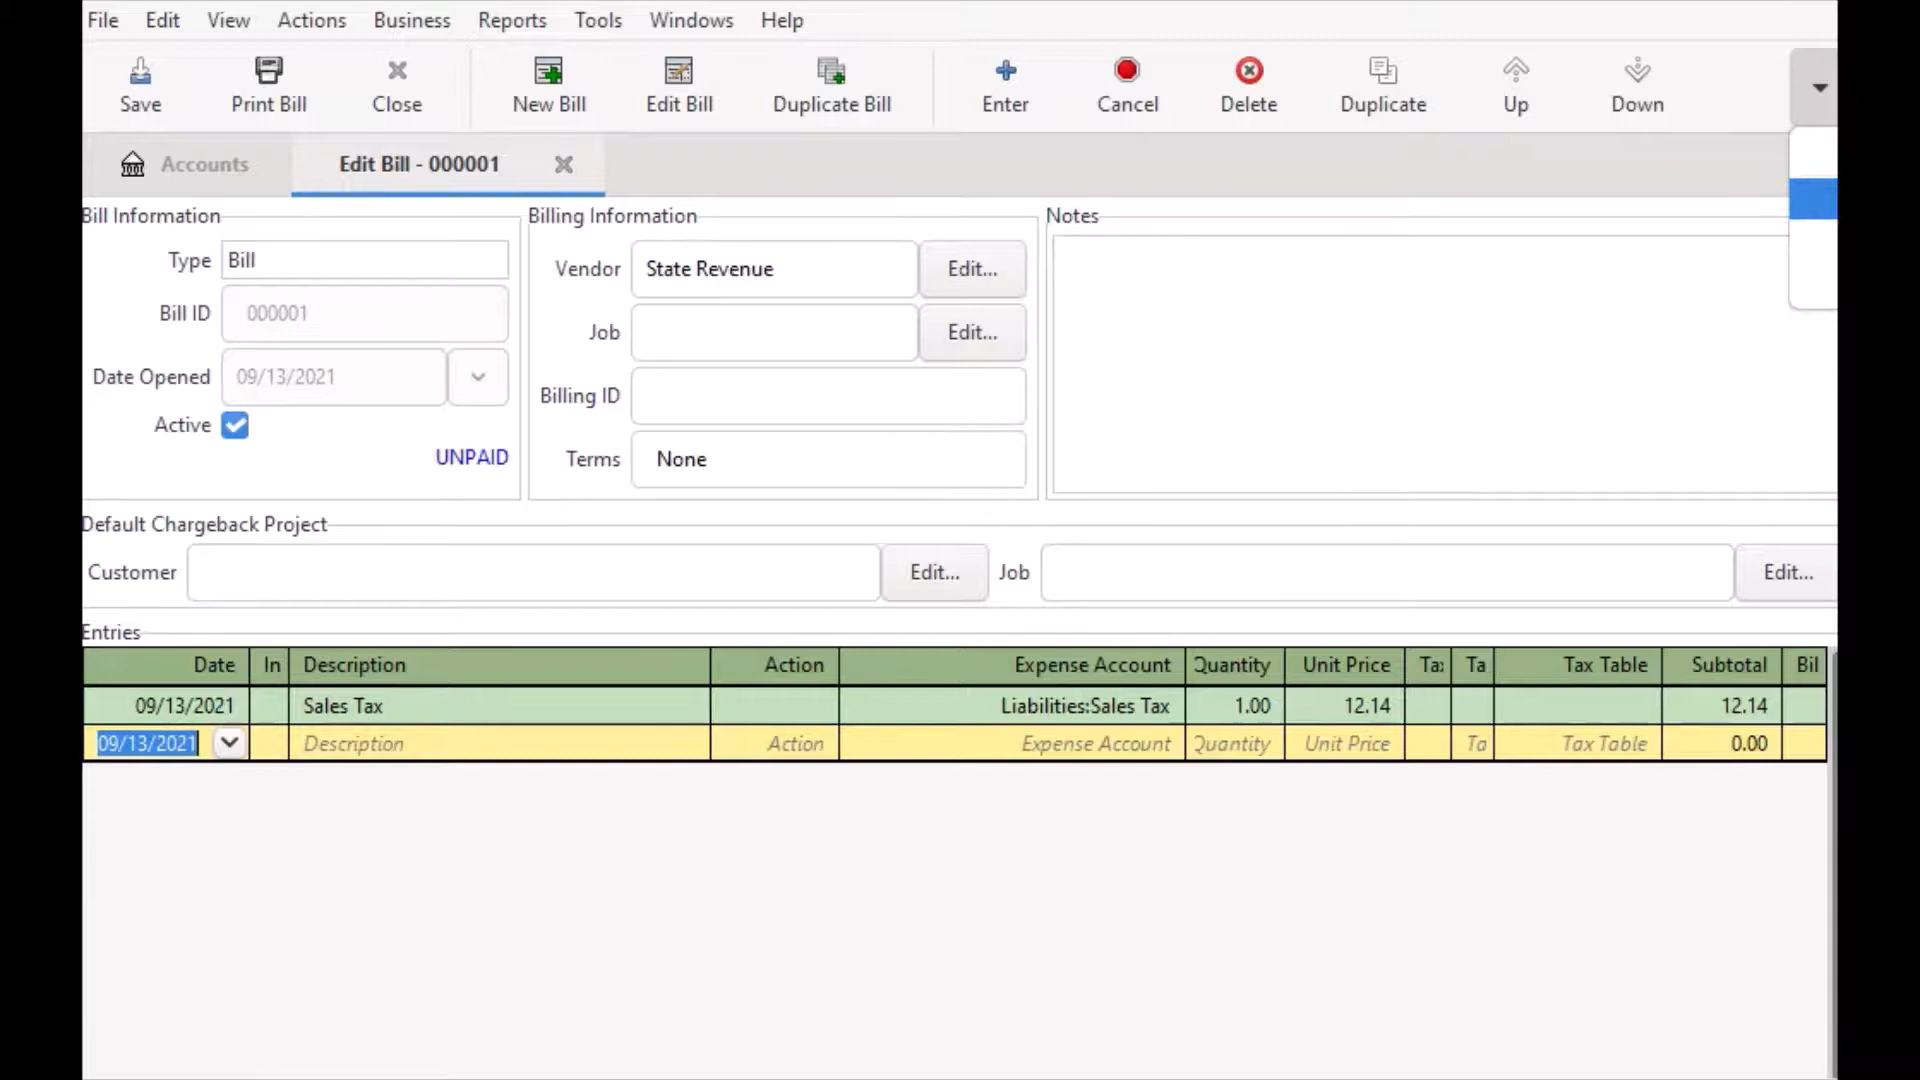 File Edit View Actions Business Reports Tools Windows Help
Save Print Bill Close New Bill Edit Bill Duplicate Bill Enter Cancel Delete Duplicate Up Down
Accounts Edit Bill - 000001
Bill Information Billing Information Notes
Type Bill
Vendor State Revenue Edit...
Bill ID 000001
Job Edit...
Date Opened 09/13/2021
Billing ID
Active
UNPAID
Terms None
Default Chargeback Project
Customer Edit... Job Edit...
Entries
Date In Description Action Expense Account Quantity Unit Price Ta Tax Table Subtotal Bil
09/13/2021 Sales Tax Liabilities:Sales Tax 1.00 12.14 12.14
09/13/2021 Description Action Expense Account Quantity Unit Price Ta Tax Table 0.00